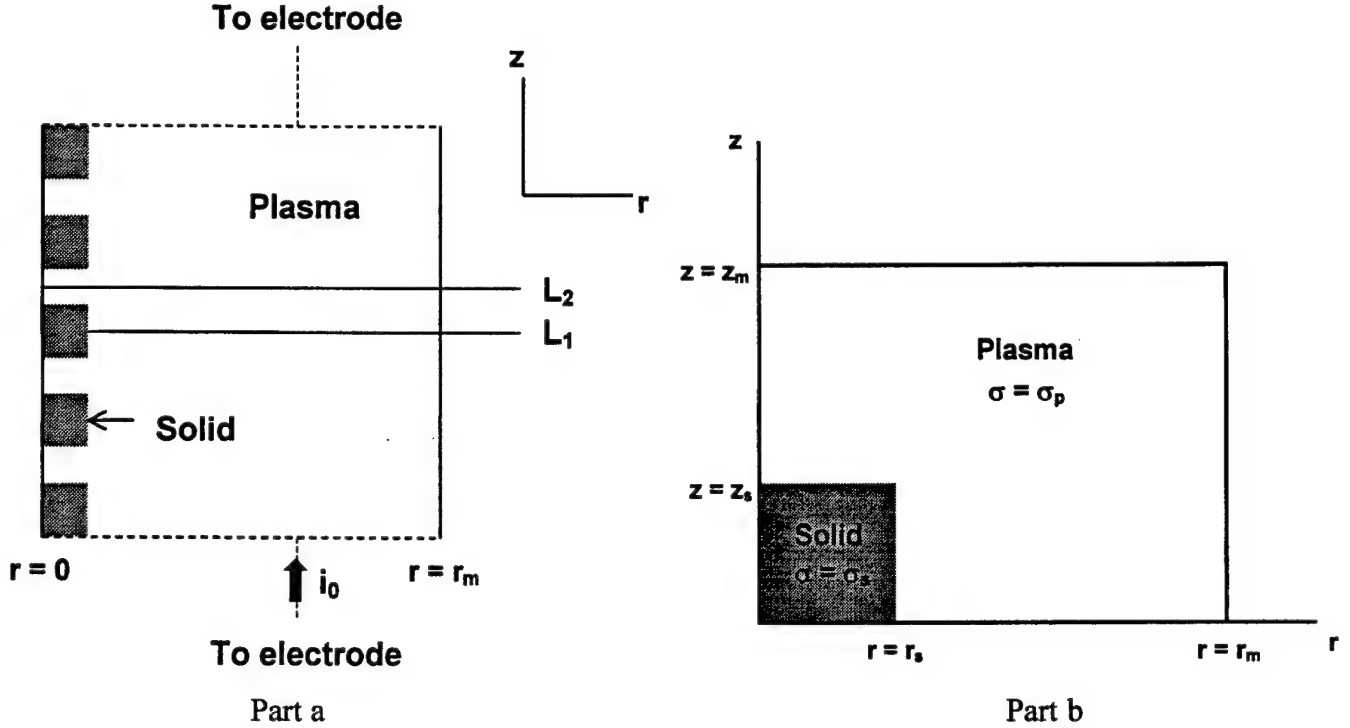 To electrode
z
r
Plasma
L₂
L₁
Solid
r = 0
i₀
r = rₘ
To electrode
Part a
z
z = zₘ
Plasma
σ = σₚ
z = zₛ
Solid
σ = σₛ
r = rₛ
r = rₘ
r
Part b